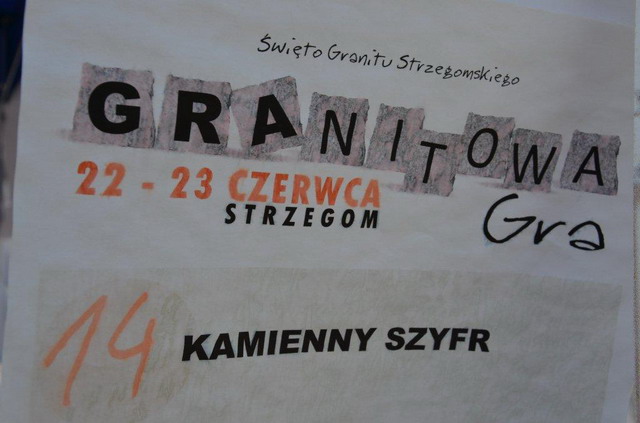 Święto Granitu Strzegomskiego
GRANITOWA
Gra
22 - 23 CZERWCA
STRZEGOM
14 KAMIENNY SZYFR